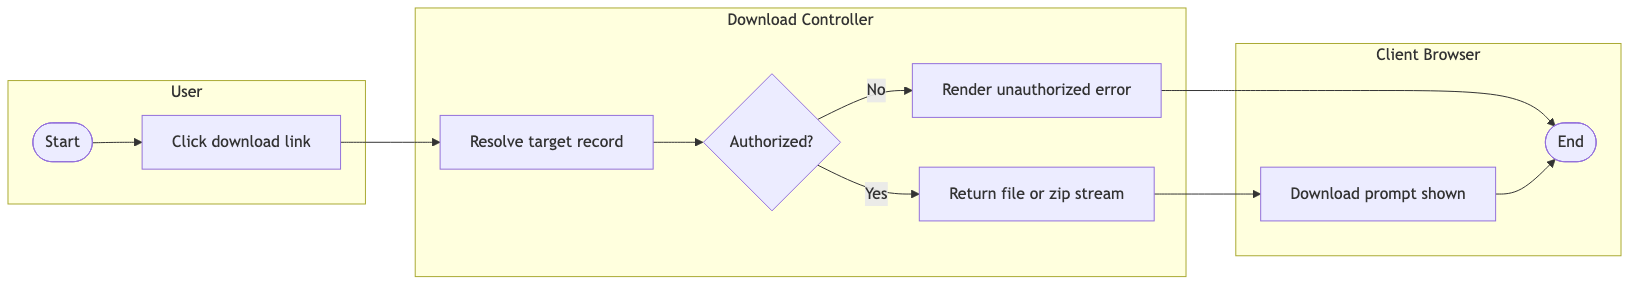 User
Start
Click download link
Download Controller
Resolve target record
Authorized?
No
Yes
Render unauthorized error
Return file or zip stream
Client Browser
Download prompt shown
End